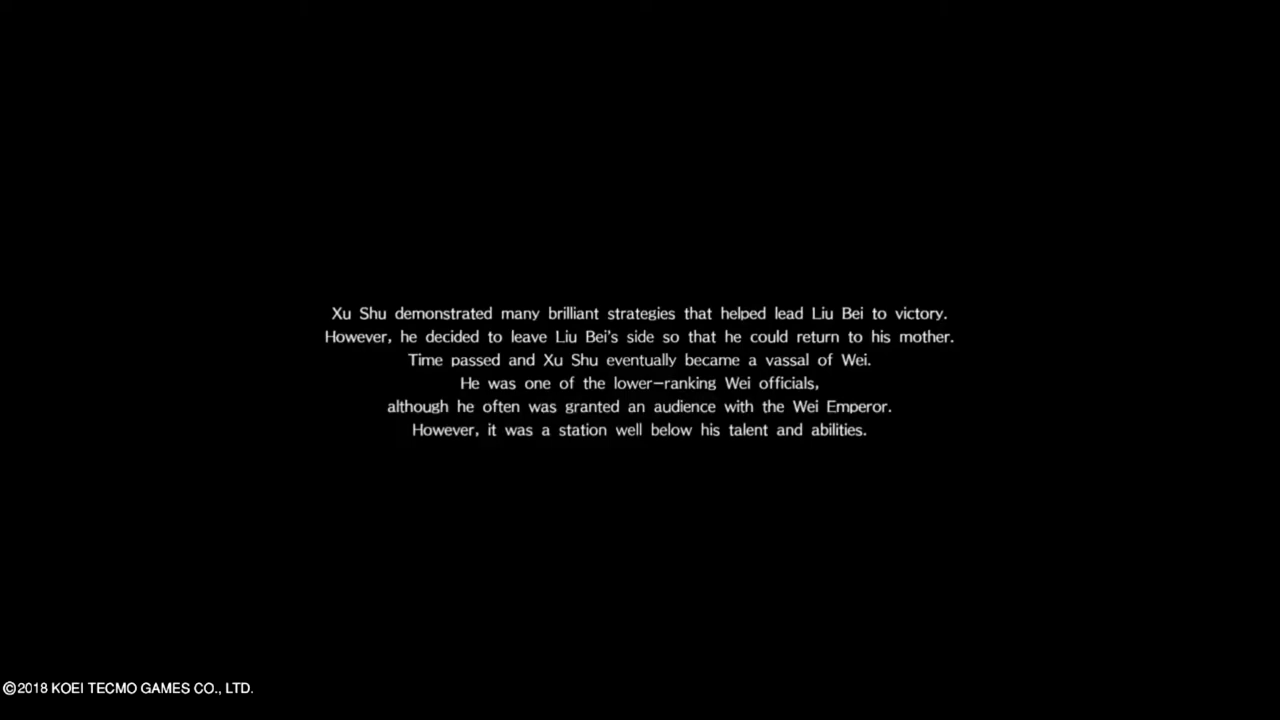 Xu Shu demonstrated many brilliant strategies that helped lead Liu Bei to victory.
However, he decided to leave Liu Bei's side so that he could return to his mother.
Time passed and Xu Shu eventually became a vassal of Wei.
He was one of the lower-ranking Wei officials,
although he often was granted an audience with the Wei Emperor.
However, it was a station well below his talent and abilities.
©2018 KOEI TECMO GAMES CO., LTD.